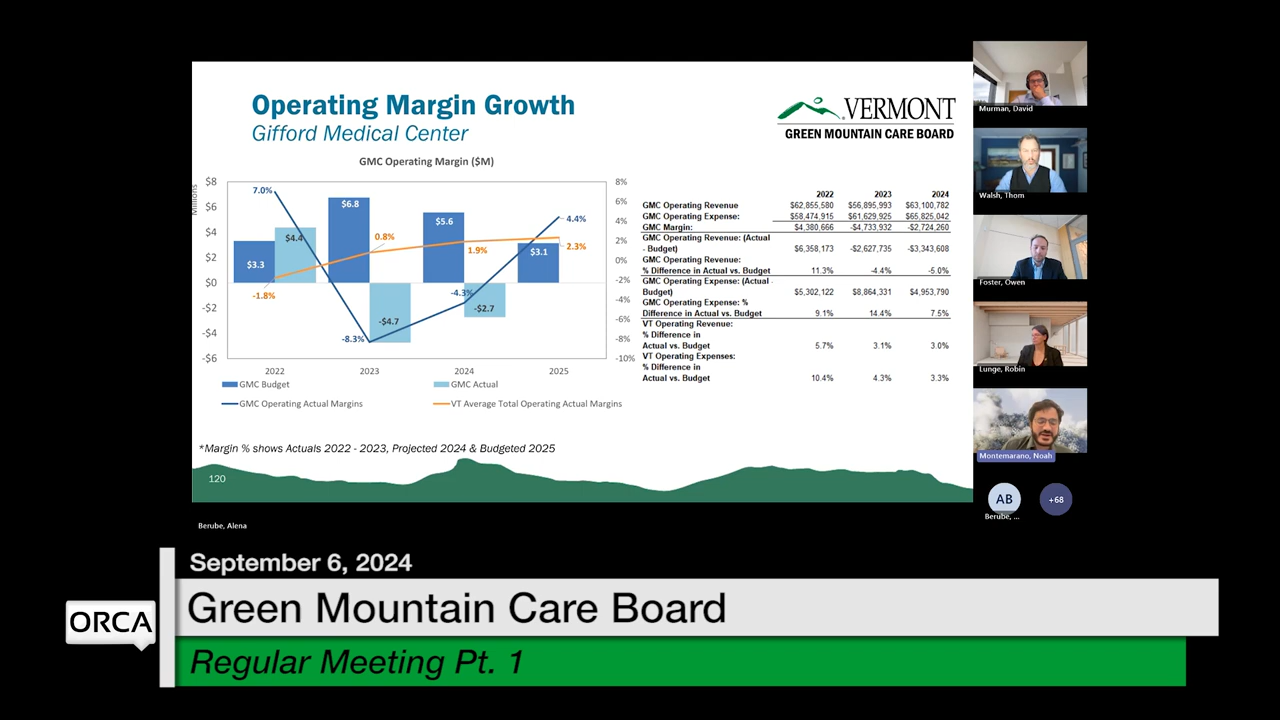 Operating Margin Growth
Gifford Medical Center
VERMONT
GREEN MOUNTAIN CARE BOARD
GMC Operating Margin ($M)
Millions
$8
$6
$4
$2
$0
-$2
-$4
-$6
8%
6%
4%
2%
0%
-2%
-4%
-6%
-8%
-10%
7.0%
$3.3
$4.4
-1.8%
$6.8
0.8%
-8.3%
-$4.7
$5.6
1.9%
-4.3%
-$2.7
$3.1
4.4%
2.3%
2022 2023 2024 2025
GMC Budget GMC Actual
GMC Operating Actual Margins VT Average Total Operating Actual Margins
2022 2023 2024
GMC Operating Revenue $62,855,580 $56,895,993 $63,100,782
GMC Operating Expense: $58,474,915 $61,629,925 $65,825,042
GMC Margin: $4,380,666 -$4,733,932 -$2,724,260
GMC Operating Revenue: (Actual
- Budget) $6,358,173 -$2,627,735 -$3,343,608
GMC Operating Revenue:
% Difference in Actual vs. Budget 11.3% -4.4% -5.0%
GMC Operating Expense: (Actual -
Budget) $5,302,122 $8,864,331 $4,953,790
GMC Operating Expense: %
Difference in Actual vs. Budget 9.1% 14.4% 7.5%
VT Operating Revenue:
% Difference in
Actual vs. Budget 5.7% 3.1% 3.0%
VT Operating Expenses:
% Difference in
Actual vs. Budget 10.4% 4.3% 3.3%
*Margin % shows Actuals 2022 - 2023, Projected 2024 & Budgeted 2025
120
Murman, David
Walsh, Thom
Foster, Owen
Lunge, Robin
Montemarano, Noah
AB
+68
Berube, ...
Berube, Alena
September 6, 2024
ORCA
Green Mountain Care Board
Regular Meeting Pt. 1